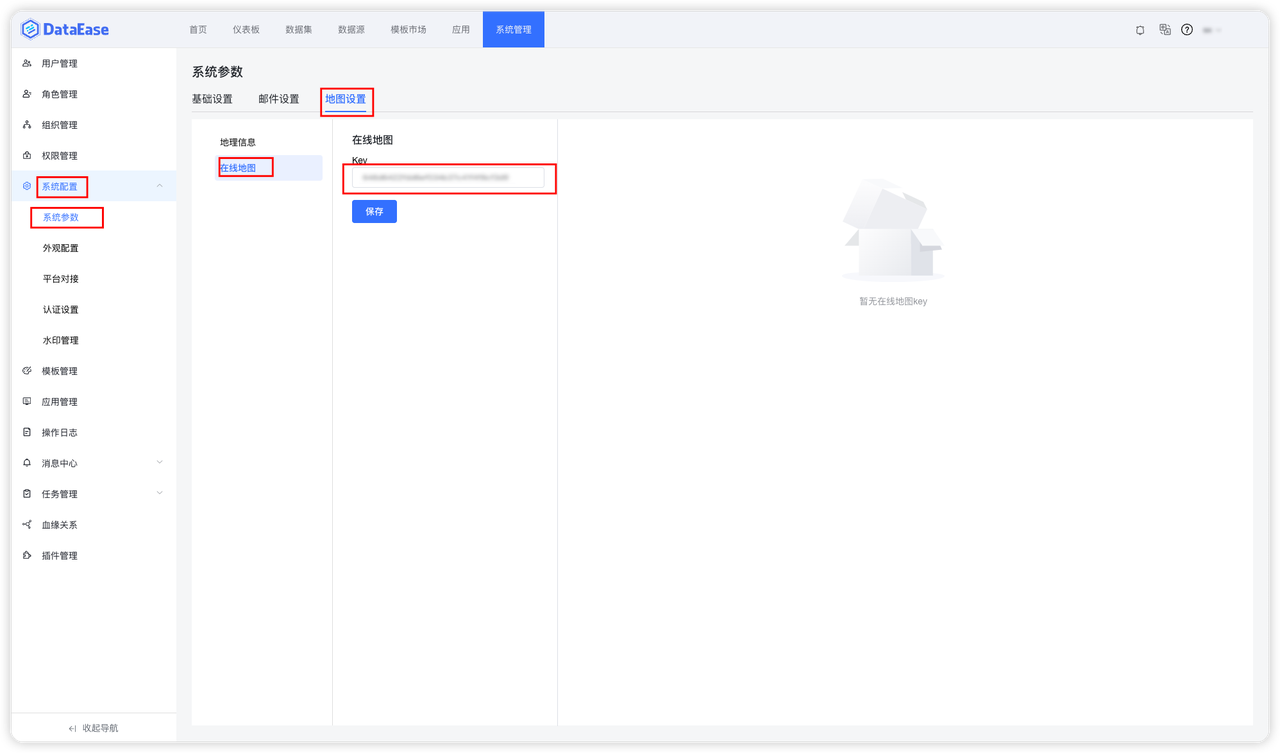 DataEase
首页 仪表板 数据集 数据源 模板市场 应用 系统管理
用户管理
角色管理
组织管理
权限管理
系统配置
系统参数
外观配置
平台对接
认证设置
水印管理
模板管理
应用管理
操作日志
消息中心
任务管理
血缘关系
插件管理
收起导航
系统参数
基础设置 邮件设置 地图设置
地理信息
在线地图
在线地图
Key
保存
暂无在线地图key